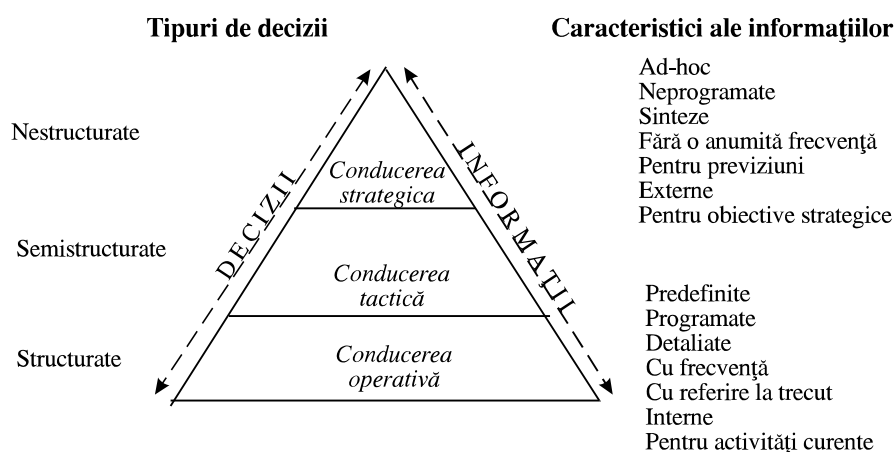 Tipuri de decizii
Caracteristici ale informaţiilor
Nestructurate
Semistructurate
Structurate
DECIZII
Conducerea
strategica
Conducerea
tactică
Conducerea
operativă
INFORMAŢII
Ad-hoc
Neprogramate
Sinteze
Fără o anumită frecvenţă
Pentru previziuni
Externe
Pentru obiective strategice
Predefinite
Programate
Detaliate
Cu frecvenţă
Cu referire la trecut
Interne
Pentru activităţi curente